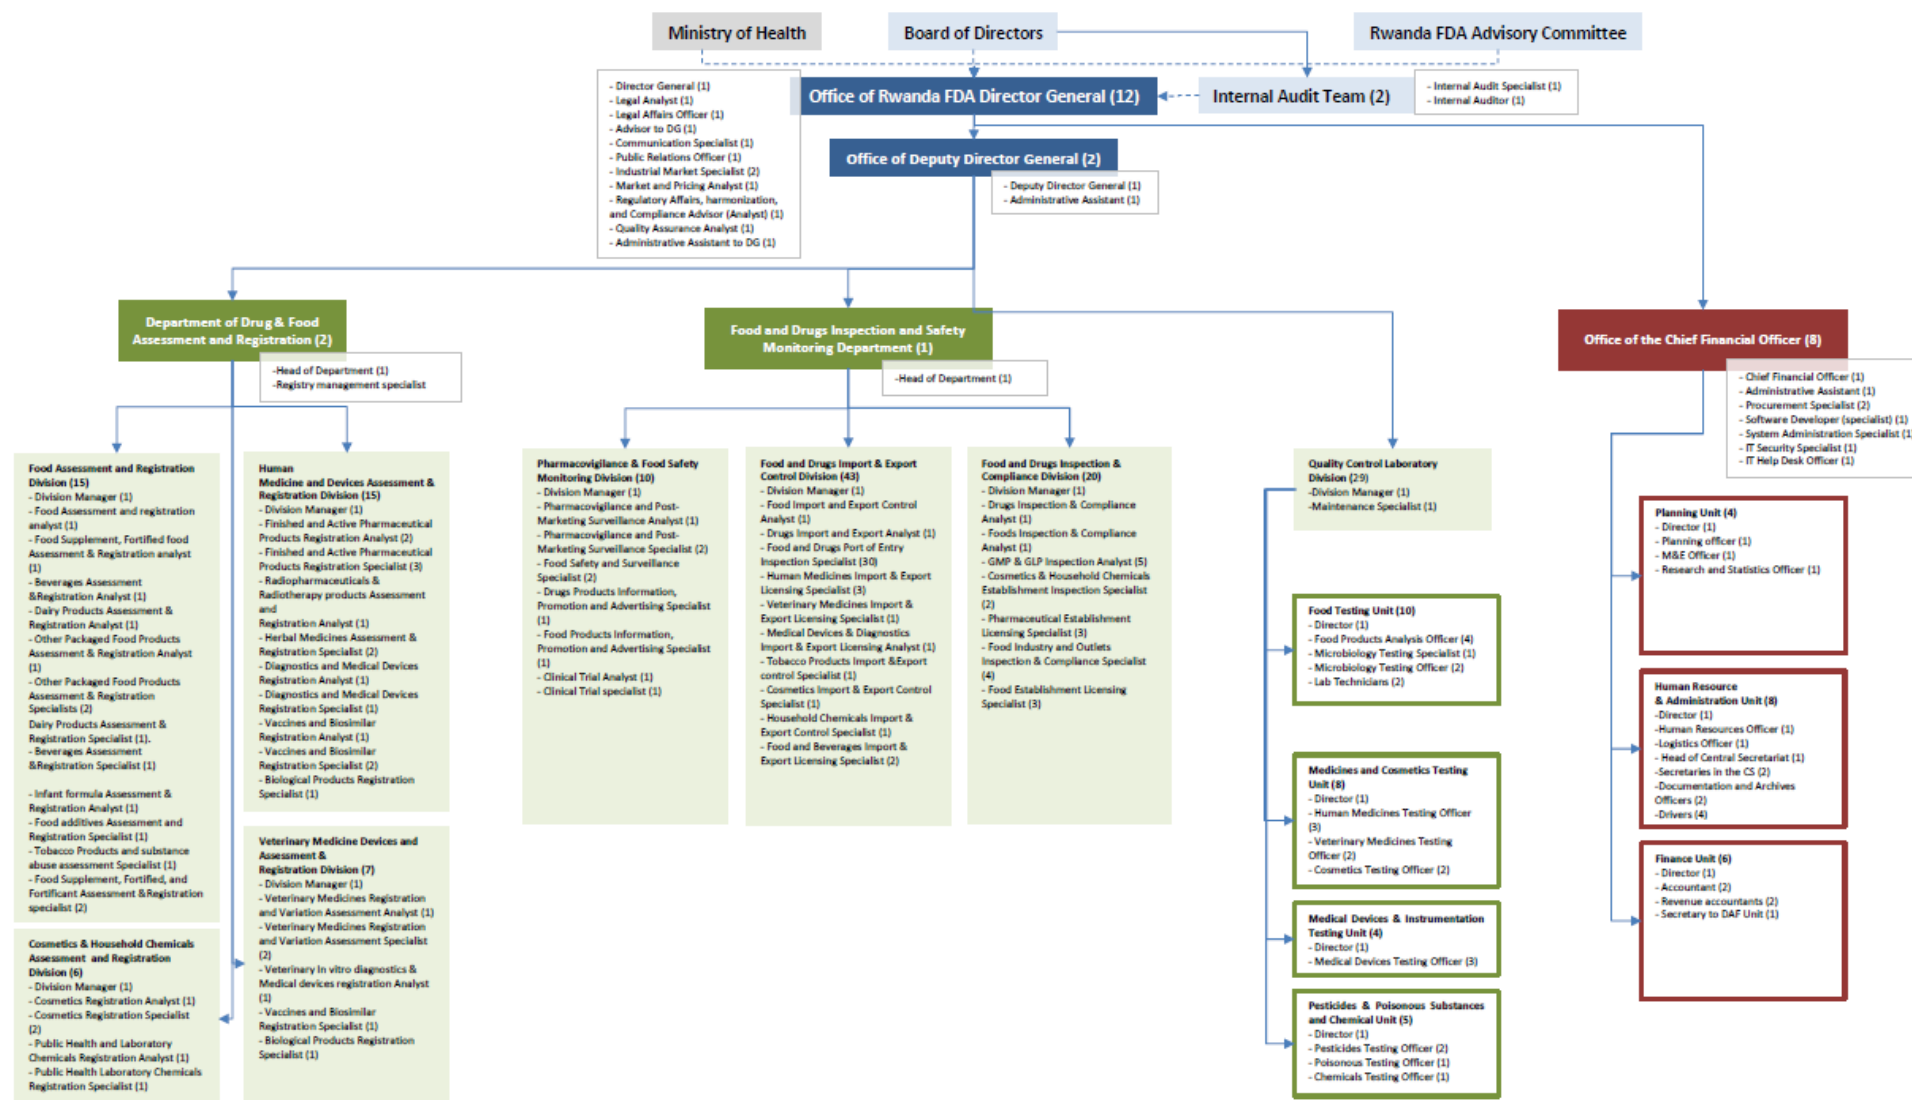 Ministry of Health
Board of Directors
Rwanda FDA Advisory Committee
- Director General (1)
- Legal Analyst (1)
- Legal Affairs Officer (1)
- Advisor to DG (1)
- Communication Specialist (1)
- Public Relations Officer (1)
- Industrial Market Specialist (2)
- Market and Pricing Analyst (1)
- Regulatory Affairs, harmonization,
and Compliance Advisor (Analyst) (1)
- Quality Assurance Analyst (1)
- Administrative Assistant to DG (1)
Office of Rwanda FDA Director General (12)
Internal Audit Team (2)
- Internal Audit Specialist (1)
- Internal Auditor (1)
Office of Deputy Director General (2)
- Deputy Director General (1)
- Administrative Assistant (1)
Department of Drug & Food
Assessment and Registration (2)
-Head of Department (1)
-Registry management specialist
Food and Drugs Inspection and Safety
Monitoring Department (1)
-Head of Department (1)
Office of the Chief Financial Officer (8)
- Chief Financial Officer (1)
- Administrative Assistant (1)
- Procurement Specialist (2)
- Software Developer (specialist) (1)
- System Administration Specialist (1)
- IT Security Specialist (1)
- IT Help Desk Officer (1)
Food Assessment and Registration
Division (15)
- Division Manager (1)
- Food Assessment and registration
analyst (1)
- Food Supplement, Fortified food
Assessment & Registration analyst
(1)
- Beverages Assessment
&Registration Analyst (1)
- Dairy Products Assessment &
Registration Analyst (1)
- Other Packaged Food Products
Assessment & Registration Analyst
(1)
- Other Packaged Food Products
Assessment & Registration
Specialists (2)
Dairy Products Assessment &
Registration Specialist (1).
- Beverages Assessment
&Registration Specialist (1)
- Infant formula Assessment &
Registration Analyst (1)
- Food additives Assessment and
Registration Specialist (1)
- Tobacco Products and substance
abuse assessment Specialist (1)
- Food Supplement, Fortified, and
Fortificant Assessment &Registration
specialist (2)
Cosmetics & Household Chemicals
Assessment and Registration
Division (6)
- Division Manager (1)
- Cosmetics Registration Analyst (1)
- Cosmetics Registration Specialist
(2)
- Public Health and Laboratory
Chemicals Registration Analyst (1)
- Public Health Laboratory Chemicals
Registration Specialist (1)
Human
Medicine and Devices Assessment &
Registration Division (15)
- Division Manager (1)
- Finished and Active Pharmaceutical
Products Registration Analyst (2)
- Finished and Active Pharmaceutical
Products Registration Specialist (3)
- Radiopharmaceuticals &
Radiotherapy products Assessment
and
Registration Analyst (1)
- Herbal Medicines Assessment &
Registration Specialist (2)
- Diagnostics and Medical Devices
Registration Analyst (1)
- Diagnostics and Medical Devices
Registration Specialist (1)
- Vaccines and Biosimilar
Registration Analyst (1)
- Vaccines and Biosimilar
Registration Specialist (2)
- Biological Products Registration
Specialist (1)
Veterinary Medicine Devices and
Assessment &
Registration Division (7)
- Division Manager (1)
- Veterinary Medicines Registration
and Variation Assessment Analyst (1)
- Veterinary Medicines Registration
and Variation Assessment Specialist
(2)
- Veterinary In vitro diagnostics &
Medical devices registration Analyst
(1)
- Vaccines and Biosimilar
Registration Specialist (1)
- Biological Products Registration
Specialist (1)
Pharmacovigilance & Food Safety
Monitoring Division (10)
- Division Manager (1)
- Pharmacovigilance and Post-
Marketing Surveillance Analyst (1)
- Pharmacovigilance and Post-
Marketing Surveillance Specialist (2)
- Food Safety and Surveillance
Specialist (2)
- Drugs Products Information,
Promotion and Advertising Specialist
(1)
- Food Products Information,
Promotion and Advertising Specialist
(1)
- Clinical Trial Analyst (1)
- Clinical Trial specialist (1)
Food and Drugs Import & Export
Control Division (43)
- Division Manager (1)
- Food Import and Export Control
Analyst (1)
- Drugs Import and Export Analyst (1)
- Food and Drugs Port of Entry
Inspection Specialist (30)
- Human Medicines Import & Export
Licensing Specialist (3)
- Veterinary Medicines Import &
Export Licensing Specialist (1)
- Medical Devices & Diagnostics
Import & Export Licensing Analyst (1)
- Tobacco Products Import &Export
control Specialist (1)
- Cosmetics Import & Export Control
Specialist (1)
- Household Chemicals Import &
Export Control Specialist (1)
- Food and Beverages Import &
Export Licensing Specialist (2)
Food and Drugs Inspection &
Compliance Division (20)
- Division Manager (1)
- Drugs Inspection & Compliance
Analyst (1)
- Foods Inspection & Compliance
Analyst (1)
- GMP & GLP Inspection Analyst (5)
- Cosmetics & Household Chemicals
Establishment Inspection Specialist
(2)
- Pharmaceutical Establishment
Licensing Specialist (3)
- Food Industry and Outlets
Inspection & Compliance Specialist
(4)
- Food Establishment Licensing
Specialist (3)
Quality Control Laboratory
Division (29)
-Division Manager (1)
-Maintenance Specialist (1)
Food Testing Unit (10)
- Director (1)
- Food Products Analysis Officer (4)
- Microbiology Testing Specialist (1)
- Microbiology Testing Officer (2)
- Lab Technicians (2)
Medicines and Cosmetics Testing
Unit (8)
- Director (1)
- Human Medicines Testing Officer
(3)
- Veterinary Medicines Testing
Officer (2)
- Cosmetics Testing Officer (2)
Medical Devices & Instrumentation
Testing Unit (4)
- Director (1)
- Medical Devices Testing Officer (3)
Pesticides & Poisonous Substances
and Chemical Unit (5)
- Director (1)
- Pesticides Testing Officer (2)
- Poisonous Testing Officer (1)
- Chemicals Testing Officer (1)
Planning Unit (4)
- Director (1)
- Planning officer (1)
- M&E Officer (1)
- Research and Statistics Officer (1)
Human Resource
& Administration Unit (8)
-Director (1)
-Human Resources Officer (1)
-Logistics Officer (1)
- Head of Central Secretariat (1)
-Secretaries in the CS (2)
-Documentation and Archives
Officers (2)
-Drivers (4)
Finance Unit (6)
- Director (1)
- Accountant (2)
- Revenue accountants (2)
- Secretary to DAF Unit (1)